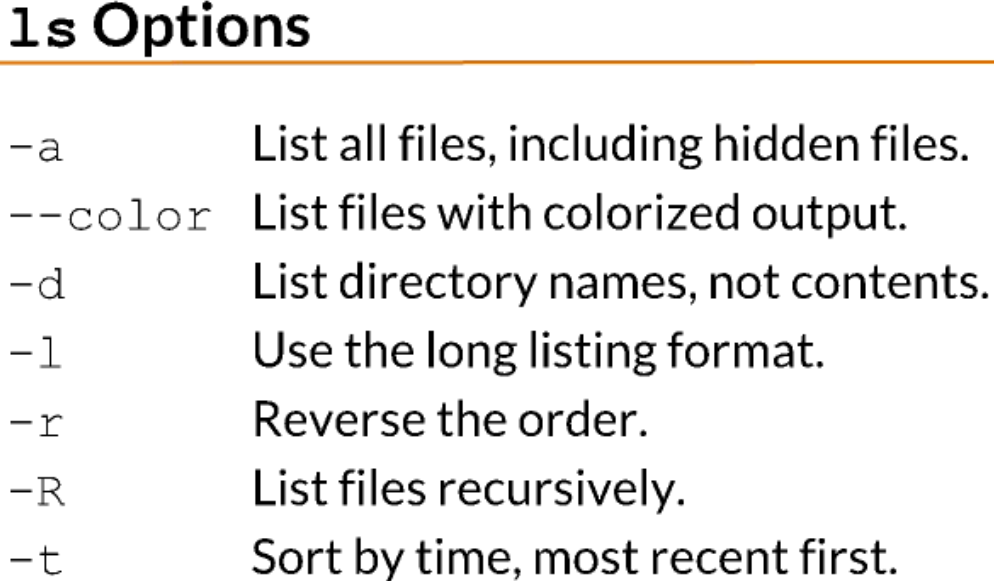 ls Options
-a List all files, including hidden files.
--color List files with colorized output.
-d List directory names, not contents.
-l Use the long listing format.
-r Reverse the order.
-R List files recursively.
-t Sort by time, most recent first.